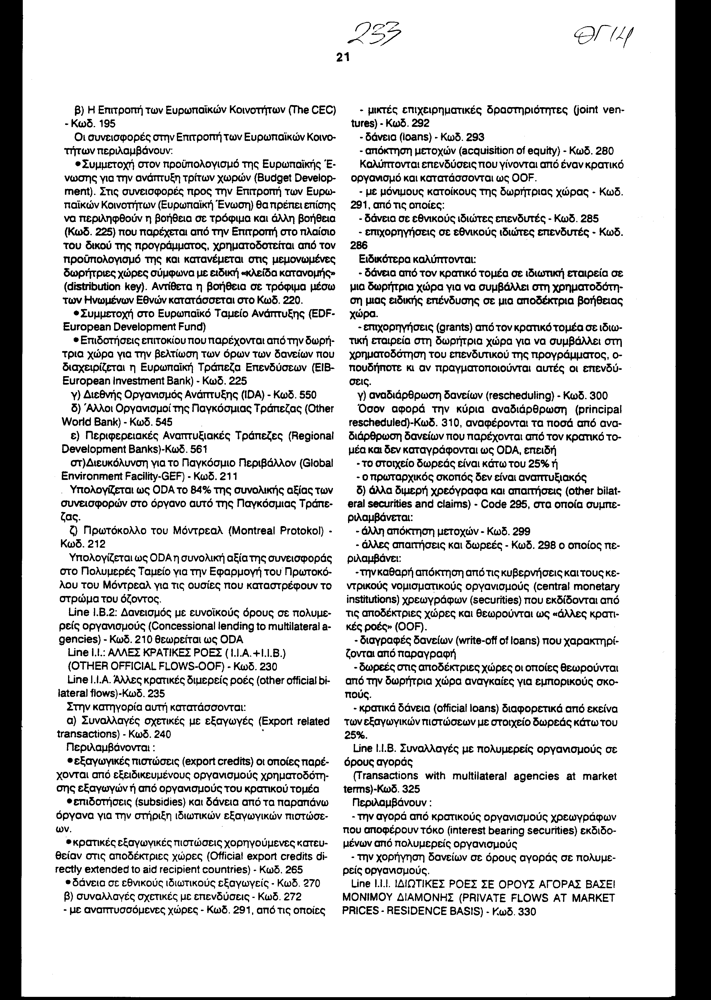 233
ΘΓ14
21
β) Η Επιτροπή των Ευρωπαϊκών Κοινοτήτων (The CEC)
- Κωδ. 195
Οι συνεισφορές στην Επιτροπή των Ευρωπαϊκών Κοινο-
τήτων περιλαμβάνουν:
•Συμμετοχή στον προϋπολογισμό της Ευρωπαϊκής Έ-
νωσης για την ανάπτυξη τρίτων χωρών (Budget Develop-
ment). Στις συνεισφορές προς την Επιτροπή των Ευρω-
παϊκών Κοινοτήτων (Ευρωπαϊκή Ένωση) θα πρέπει επίσης
να περιληφθούν η βοήθεια σε τρόφιμα και άλλη βοήθεια
(Κωδ. 225) που παρέχεται από την Επιτροπή στο πλαίσιο
του δικού της προγράμματος, χρηματοδοτείται από τον
προϋπολογισμό της και κατανέμεται στις μεμονωμένες
δωρήτριες χώρες σύμφωνα με ειδική «κλείδα κατανομής»
(distribution key). Αντίθετα η βοήθεια σε τρόφιμα μέσω
των Ηνωμένων Εθνών κατατάσσεται στο Κωδ. 220.
•Συμμετοχή στο Ευρωπαϊκό Ταμείο Ανάπτυξης (EDF-
European Development Fund)
•Επιδοτήσεις επιτοκίου που παρέχονται από την δωρή-
τρια χώρα για την βελτίωση των όρων των δανείων που
διαχειρίζεται η Ευρωπαϊκή Τράπεζα Επενδύσεων (EIB-
European Investment Bank) - Κωδ. 225
γ) Διεθνής Οργανισμός Ανάπτυξης (IDA) - Κωδ. 550
δ) Άλλοι Οργανισμοί της Παγκόσμιας Τράπεζας (Other
World Bank) - Κωδ. 545
ε) Περιφερειακές Αναπτυξιακές Τράπεζες (Regional
Development Banks)-Κωδ. 561
στ)Διευκόλυνση για το Παγκόσμιο Περιβάλλον (Global
Environment Facility-GEF) - Κωδ. 211
Υπολογίζεται ως ODA το 84% της συνολικής αξίας των
συνεισφορών στο όργανο αυτό της Παγκόσμιας Τράπε-
ζας.
ζ) Πρωτόκολλο του Μόντρεαλ (Montreal Protokol) -
Κωδ. 212
Υπολογίζεται ως ODA η συνολική αξία της συνεισφοράς
στο Πολυμερές Ταμείο για την Εφαρμογή του Πρωτοκό-
λου του Μόντρεαλ για τις ουσίες που καταστρέφουν το
στρώμα του όζοντος.
Line I.B.2: Δανεισμός με ευνοϊκούς όρους σε πολυμε-
ρείς οργανισμούς (Concessional lending to multilateral a-
gencies) - Κωδ. 210 θεωρείται ως ODA
Line I.I.: ΑΛΛΕΣ ΚΡΑΤΙΚΕΣ ΡΟΕΣ ( I.I.A.+I.I.B.)
(OTHER OFFICIAL FLOWS-OOF) - Κωδ. 230
Line I.I.A. Άλλες κρατικές διμερείς ροές (other official bi-
lateral flows)-Κωδ. 235
Στην κατηγορία αυτή κατατάσσονται:
α) Συναλλαγές σχετικές με εξαγωγές (Export related
transactions) - Κωδ. 240
Περιλαμβάνονται :
•εξαγωγικές πιστώσεις (export credits) οι οποίες παρέ-
χονται από εξειδικευμένους οργανισμούς χρηματοδότη-
σης εξαγωγών ή από οργανισμούς του κρατικού τομέα
•επιδοτήσεις (subsidies) και δάνεια από τα παραπάνω
όργανα για την στήριξη ιδιωτικών εξαγωγικών πιστώσε-
ων.
•κρατικές εξαγωγικές πιστώσεις χορηγούμενες κατευ-
θείαν στις αποδέκτριες χώρες (Official export credits di-
rectly extended to aid recipient countries) - Κωδ. 265
•δάνεια σε εθνικούς ιδιωτικούς εξαγωγείς - Κωδ. 270
β) συναλλαγές σχετικές με επενδύσεις - Κωδ. 272
- με αναπτυσσόμενες χώρες - Κωδ. 291, από τις οποίες
- μικτές επιχειρηματικές δραστηριότητες (joint ven-
tures) - Κωδ. 292
- δάνεια (loans) - Κωδ. 293
- απόκτηση μετοχών (acquisition of equity) - Κωδ. 280
Καλύπτονται επενδύσεις που γίνονται από έναν κρατικό
οργανισμό και κατατάσσονται ως OOF.
- με μόνιμους κατοίκους της δωρήτριας χώρας - Κωδ.
291, από τις οποίες:
- δάνεια σε εθνικούς ιδιώτες επενδυτές - Κωδ. 285
- επιχορηγήσεις σε εθνικούς ιδιώτες επενδυτές - Κωδ.
286
Ειδικότερα καλύπτονται:
- δάνεια από τον κρατικό τομέα σε ιδιωτική εταιρεία σε
μια δωρήτρια χώρα για να συμβάλλει στη χρηματοδότη-
ση μιας ειδικής επένδυσης σε μια αποδέκτρια βοήθειας
χώρα.
- επιχορηγήσεις (grants) από τον κρατικό τομέα σε ιδιω-
τική εταιρεία στη δωρήτρια χώρα για να συμβάλλει στη
χρηματοδότηση του επενδυτικού της προγράμματος, ο-
πουδήποτε κι αν πραγματοποιούνται αυτές οι επενδύ-
σεις.
γ) αναδιάρθρωση δανείων (rescheduling) - Κωδ. 300
Όσον αφορά την κύρια αναδιάρθρωση (principal
rescheduled)-Κωδ. 310, αναφέρονται τα ποσά από ανα-
διάρθρωση δανείων που παρέχονται από τον κρατικό το-
μέα και δεν καταγράφονται ως ODA, επειδή
- το στοιχείο δωρεάς είναι κάτω του 25% ή
- ο πρωταρχικός σκοπός δεν είναι αναπτυξιακός
δ) άλλα διμερή χρεόγραφα και απαιτήσεις (other bilat-
eral securities and claims) - Code 295, στα οποία συμπε-
ριλαμβάνεται:
- άλλη απόκτηση μετοχών - Κωδ. 299
- άλλες απαιτήσεις και δωρεές - Κωδ. 298 ο οποίος πε-
ριλαμβάνει:
- την καθαρή απόκτηση από τις κυβερνήσεις και τους κε-
ντρικούς νομισματικούς οργανισμούς (central monetary
institutions) χρεωγράφων (securities) που εκδίδονται από
τις αποδέκτριες χώρες και θεωρούνται ως «άλλες κρατι-
κές ροές» (OOF).
- διαγραφές δανείων (write-off of loans) που χαρακτηρί-
ζονται από παραγραφή
- δωρεές στις αποδέκτριες χώρες οι οποίες θεωρούνται
από την δωρήτρια χώρα αναγκαίες για εμπορικούς σκο-
πούς.
- κρατικά δάνεια (official loans) διαφορετικά από εκείνα
των εξαγωγικών πιστώσεων με στοιχείο δωρεάς κάτω του
25%.
Line I.I.B. Συναλλαγές με πολυμερείς οργανισμούς σε
όρους αγοράς
(Transactions with multilateral agencies at market
terms)-Κωδ. 325
Περιλαμβάνουν :
- την αγορά από κρατικούς οργανισμούς χρεωγράφων
που αποφέρουν τόκο (interest bearing securities) εκδιδο-
μένων από πολυμερείς οργανισμούς
- την χορήγηση δανείων σε όρους αγοράς σε πολυμε-
ρείς οργανισμούς.
Line I.I.I. ΙΔΙΩΤΙΚΕΣ ΡΟΕΣ ΣΕ ΟΡΟΥΣ ΑΓΟΡΑΣ ΒΑΣΕΙ
ΜΟΝΙΜΟΥ ΔΙΑΜΟΝΗΣ (PRIVATE FLOWS AT MARKET
PRICES - RESIDENCE BASIS) - Κωδ. 330